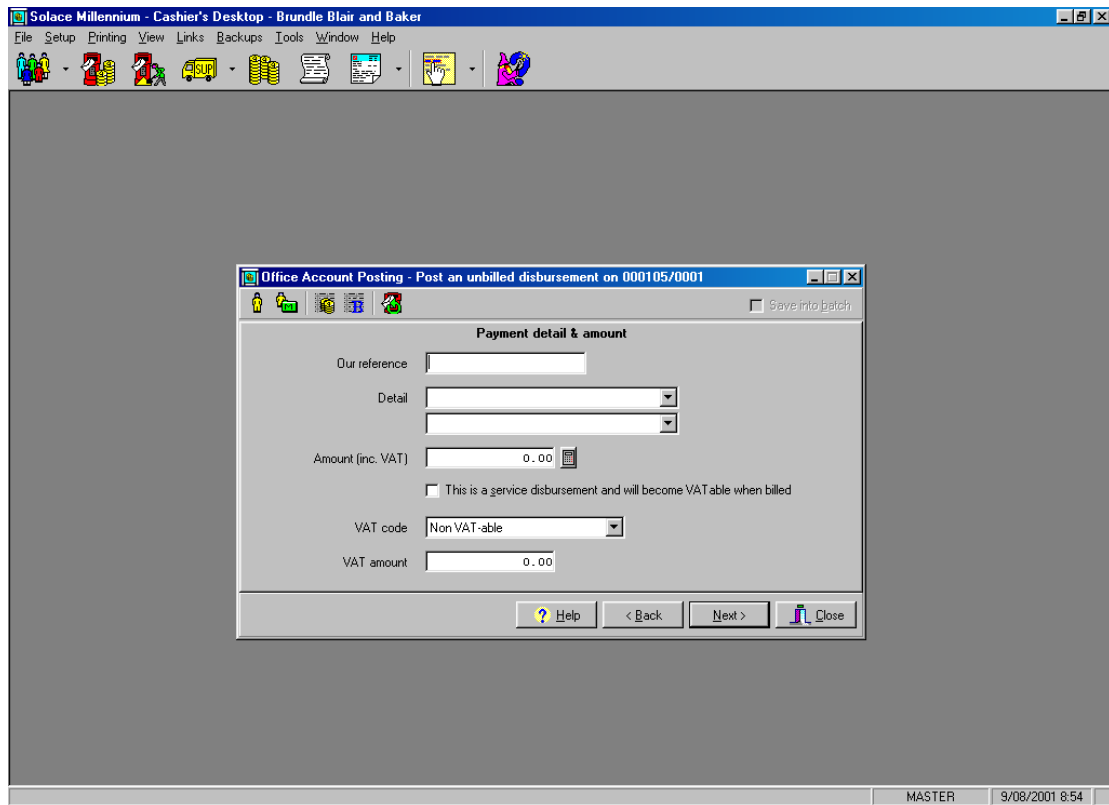 Solace Millennium - Cashier's Desktop - Brundle Blair and Baker
File Setup Printing View Links Backups Tools Window Help
SUP
Office Account Posting - Post an unbilled disbursement on 000105/0001
M B Save into batch
Payment detail & amount
Our reference
Detail
Amount (inc. VAT) 0.00
This is a service disbursement and will become VATable when billed
VAT code Non VAT-able
VAT amount 0.00
? Help < Back Next > Close
MASTER 9/08/2001 8:54